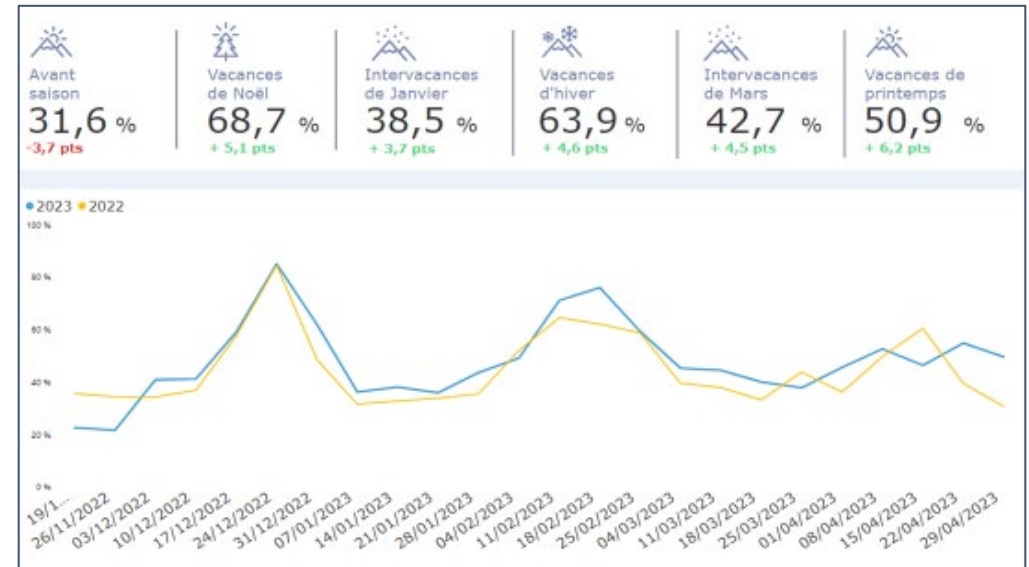 Avant
saison
31,6 %
-3,7 pts
Vacances
de Noël
68,7 %
+ 5,1 pts
Intervacances
de Janvier
38,5 %
+ 3,7 pts
Vacances
d'hiver
63,9 %
+ 4,6 pts
Intervacances
de Mars
42,7 %
+ 4,5 pts
Vacances de
printemps
50,9 %
+ 6,2 pts
2023 2022
100 %
80 %
60 %
40 %
20 %
0 %
19/1...
26/11/2022
03/12/2022
10/12/2022
17/12/2022
24/12/2022
31/12/2022
07/01/2023
14/01/2023
21/01/2023
28/01/2023
04/02/2023
11/02/2023
18/02/2023
25/02/2023
04/03/2023
11/03/2023
18/03/2023
25/03/2023
01/04/2023
08/04/2023
15/04/2023
22/04/2023
29/04/2023